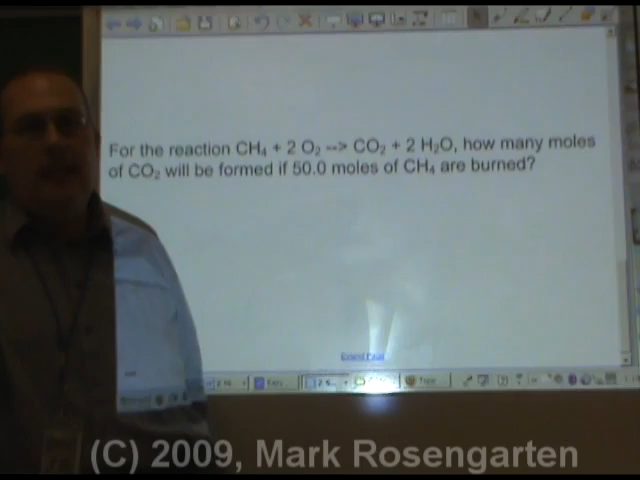 For the reaction CH₄ + 2 O₂ --> CO₂ + 2 H₂O, how many moles
of CO₂ will be formed if 50.0 moles of CH₄ are burned?
(C) 2009, Mark Rosengarten